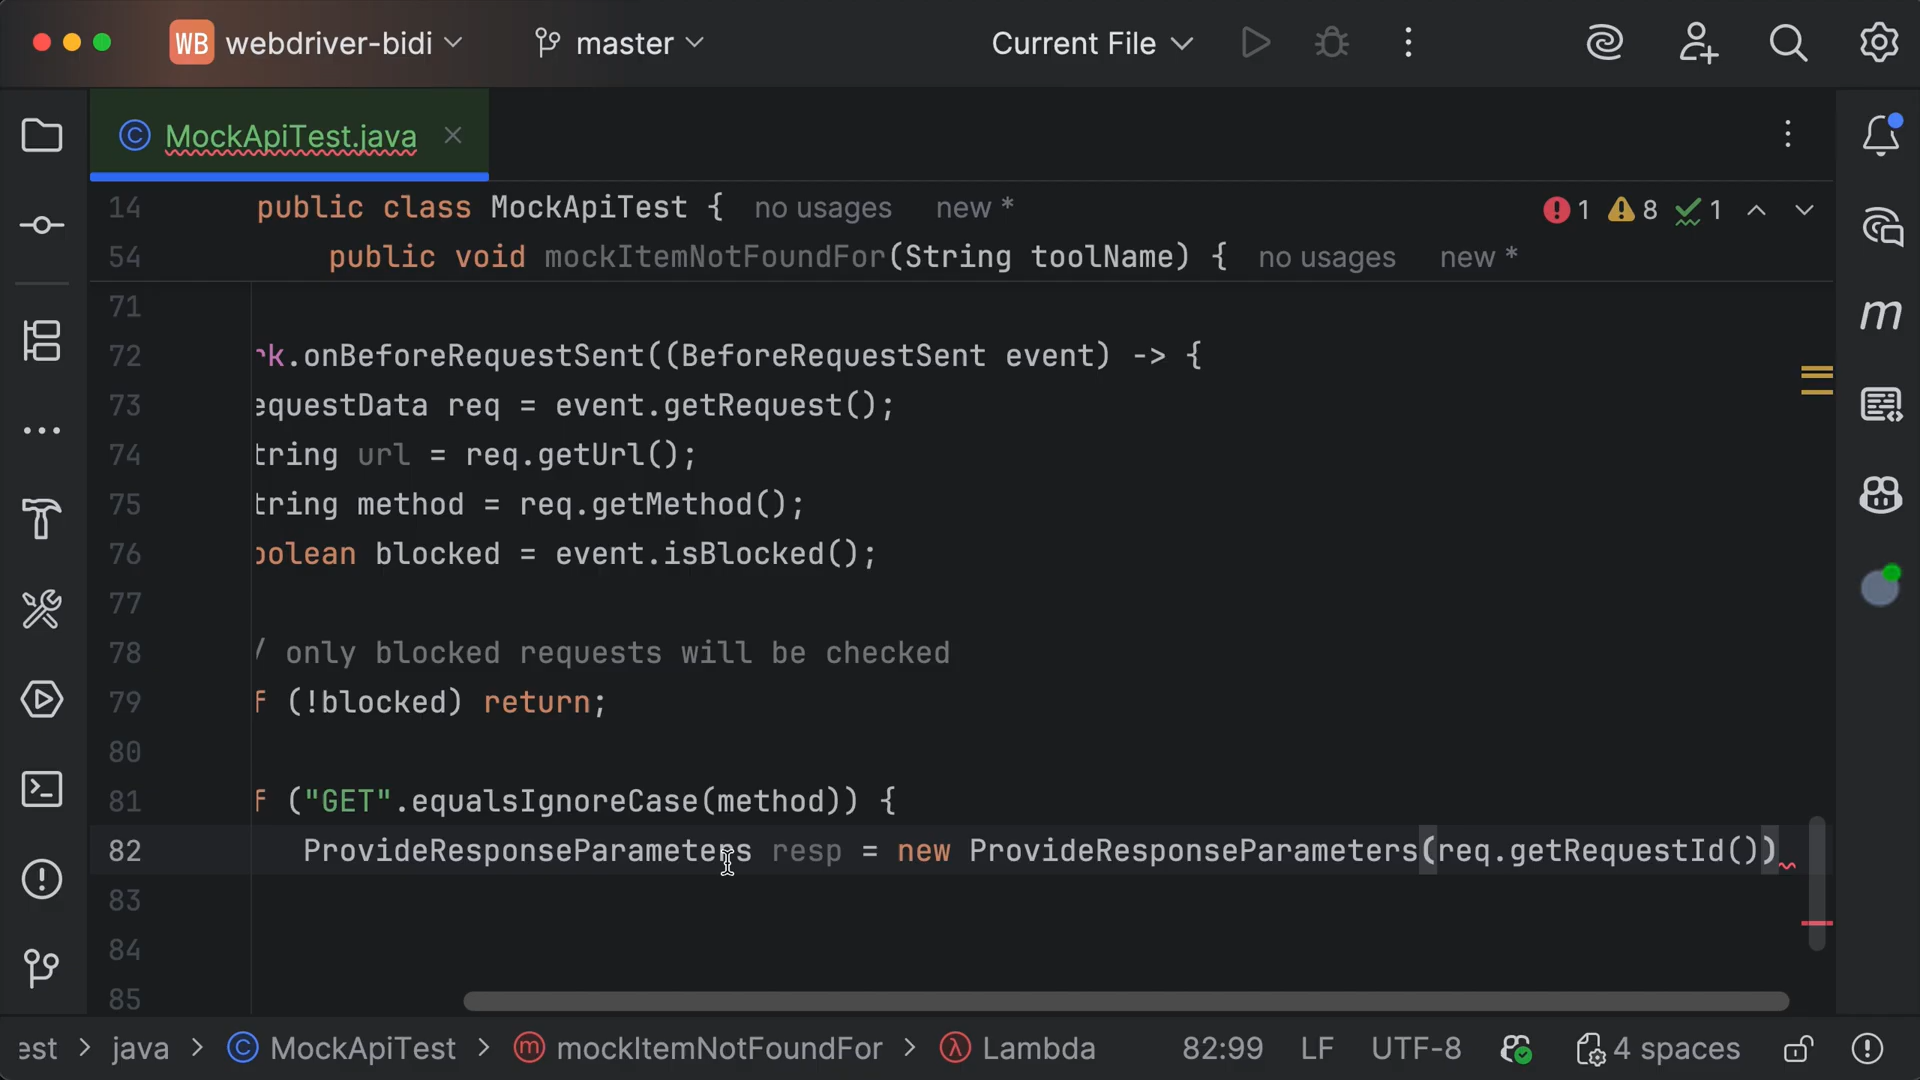 WB webdriver-bidi master Current File
MockApiTest.java
14 public class MockApiTest { no usages new * 1 8 1
54 public void mockItemNotFoundFor(String toolName) { no usages new *
71
72 rk.onBeforeRequestSent((BeforeRequestSent event) -> {
73 equestData req = event.getRequest();
74 tring url = req.getUrl();
75 tring method = req.getMethod();
76 oolean blocked = event.isBlocked();
77
78 / only blocked requests will be checked
79 f (!blocked) return;
80
81 f ("GET".equalsIgnoreCase(method)) {
82 ProvideResponseParameters resp = new ProvideResponseParameters(req.getRequestId())
83
84
85
est > java > MockApiTest > mockItemNotFoundFor > Lambda 82:99 LF UTF-8 4 spaces